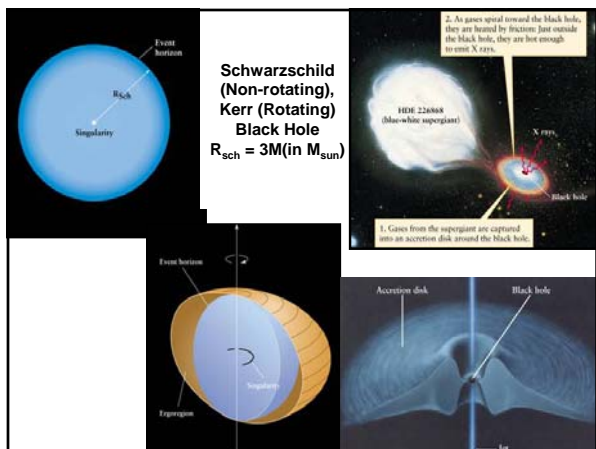 Event
horizon
R_Sch
Singularity
Schwarzschild
(Non-rotating),
Kerr (Rotating)
Black Hole
R_sch = 3M(in M_sun)
2. As gases spiral toward the black hole,
they are heated by friction: Just outside
the black hole, they are hot enough
to emit X rays.
HDE 226868
(blue-white supergiant)
X rays
Black hole
1. Gases from the supergiant are captured
into an accretion disk around the black hole.
Event horizon
Singularity
Ergoregion
Accretion disk
Black hole
Jet